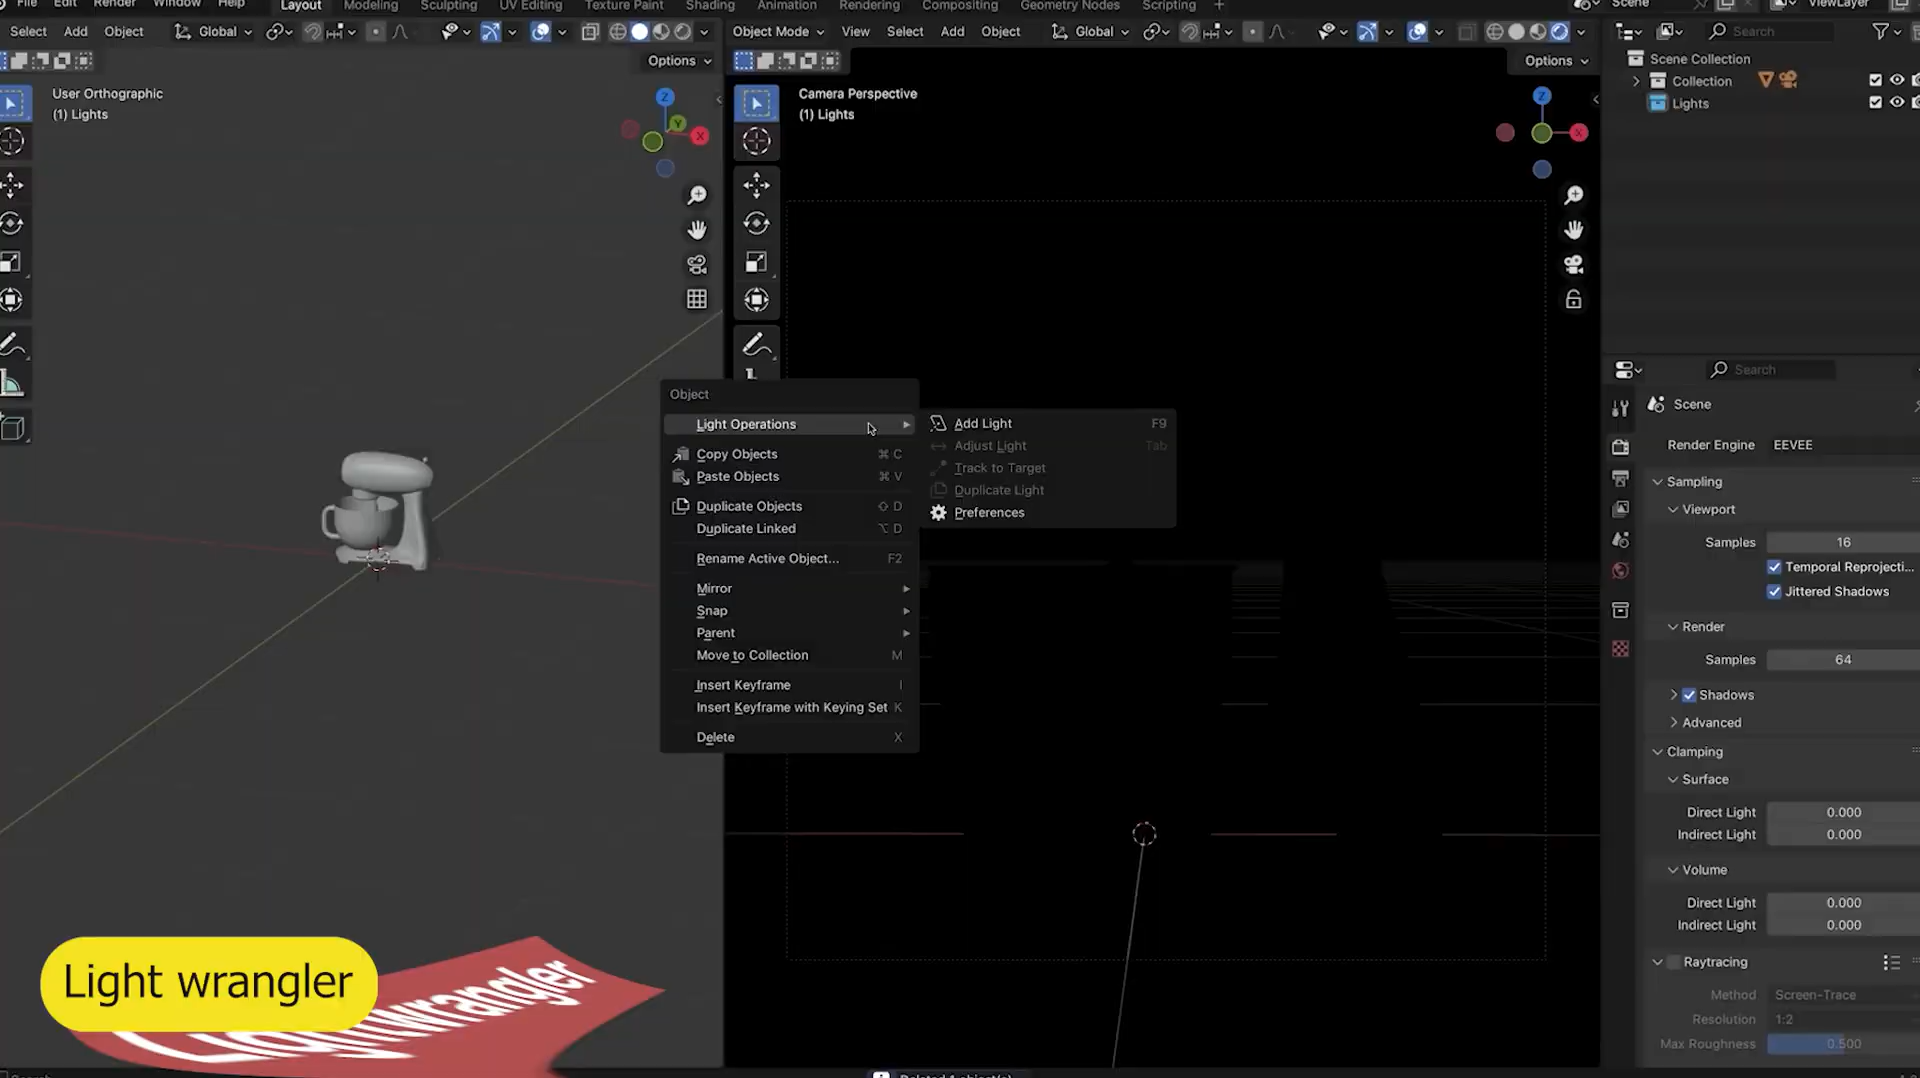 File Edit Render Window Help
Layout Modeling Sculpting UV Editing Texture Paint Shading Animation Rendering Compositing Geometry Nodes Scripting +
Scene
ViewLayer
Select Add Object Global
Object Mode View Select Add Object Global
Search
Options
Options
Scene Collection
Collection
Lights
User Orthographic
(1) Lights
Camera Perspective
(1) Lights
Z
Y
X
Z
X
Object
Light Operations
Copy Objects ⌘ C
Paste Objects ⌘ V
Duplicate Objects ⇧ D
Duplicate Linked ⌥ D
Rename Active Object... F2
Mirror
Snap
Parent
Move to Collection M
Insert Keyframe I
Insert Keyframe with Keying Set K
Delete X
Add Light F9
Adjust Light Tab
Track to Target
Duplicate Light
Preferences
Search
Scene
Render Engine EEVEE
Sampling
Viewport
Samples 16
Temporal Reprojecti...
Jittered Shadows
Render
Samples 64
Shadows
Advanced
Clamping
Surface
Direct Light 0.000
Indirect Light 0.000
Volume
Direct Light 0.000
Indirect Light 0.000
Raytracing
Method Screen-Trace
Resolution 1:2
Max Roughness 0.500
Light wrangler
Lightwrangler
Deleted 1 object(s)